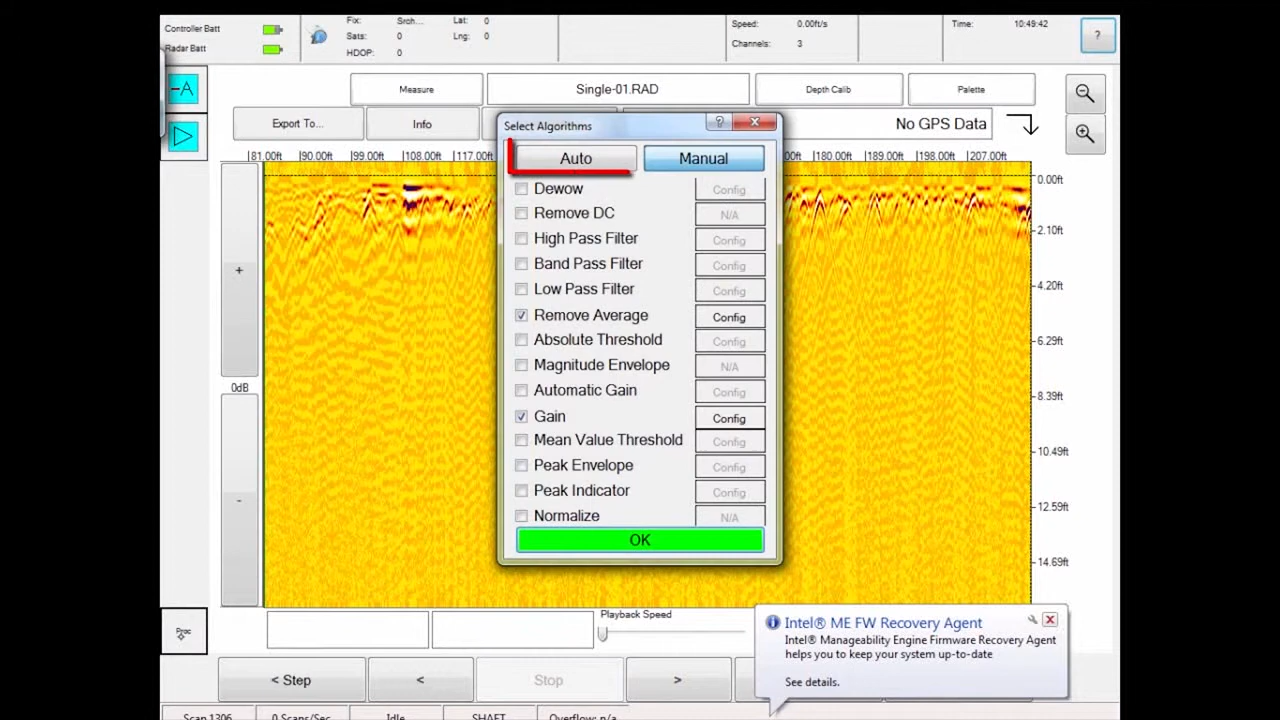 Controller Batt
Radar Batt
Fix: Srch...
Sats: 0
HDOP: 0
Lat: 0
Lng: 0
Speed: 0.00ft/s
Channels: 3
Time: 10:49:42
?
-A
Measure
Single-01.RAD
Depth Calib
Palette
Export To...
Info
No GPS Data
81.00ft 90.00ft 99.00ft 108.00ft 117.00ft
00ft 180.00ft 189.00ft 198.00ft 207.00ft
Select Algorithms
?
Auto
Manual
Dewow Config
Remove DC N/A
High Pass Filter Config
Band Pass Filter Config
Low Pass Filter Config
Remove Average Config
Absolute Threshold Config
Magnitude Envelope N/A
Automatic Gain Config
Gain Config
Mean Value Threshold Config
Peak Envelope Config
Peak Indicator Config
Normalize N/A
OK
+
0dB
-
0.00ft
2.10ft
4.20ft
6.29ft
8.39ft
10.49ft
12.59ft
14.69ft
Proc
Playback Speed
Intel® ME FW Recovery Agent
Intel® Manageability Engine Firmware Recovery Agent
helps you to keep your system up-to-date
See details.
< Step
<
Stop
>
Scan 1306
0 Scans/Sec
Idle
SHAFT
Overflow: n/a